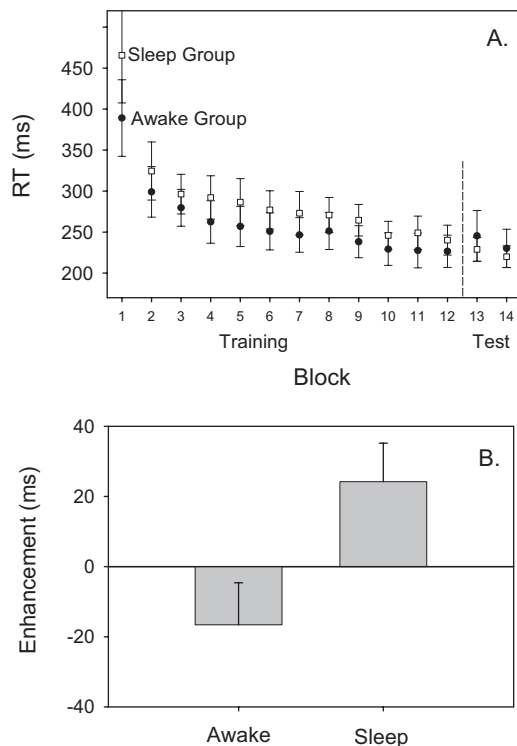 A.
450
Sleep Group
400
Awake Group
350
300
250
200
RT (ms)
1 2 3 4 5 6 7 8 9 10 11 12 13 14
Training Test
Block
B.
40
20
0
-20
-40
Enhancement (ms)
Awake Sleep